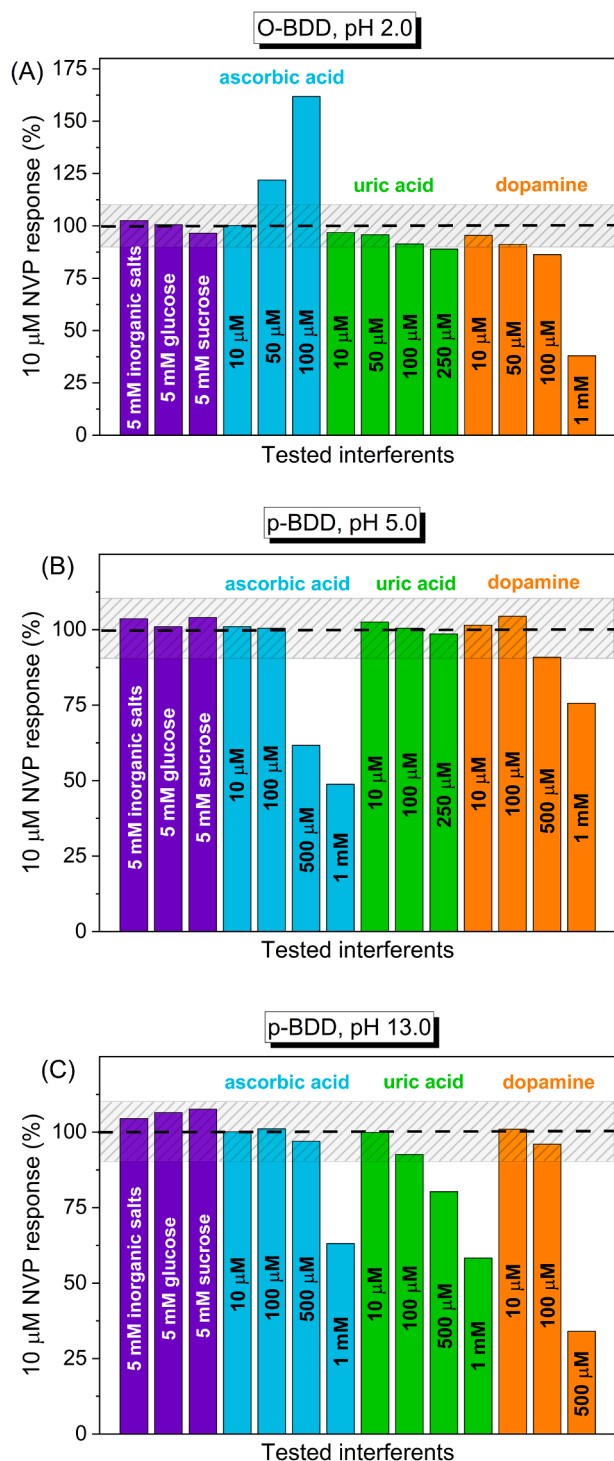 O-BDD, pH 2.0
(A)
175
150
125
100
75
50
25
0
10 μM NVP response (%)
ascorbic acid
uric acid
dopamine
5 mM inorganic salts
5 mM glucose
5 mM sucrose
10 μM
50 μM
100 μM
10 μM
50 μM
100 μM
250 μM
10 μM
50 μM
100 μM
1 mM
Tested interferents
p-BDD, pH 5.0
(B)
100
75
50
25
0
10 μM NVP response (%)
ascorbic acid
uric acid
dopamine
5 mM inorganic salts
5 mM glucose
5 mM sucrose
10 μM
100 μM
500 μM
1 mM
10 μM
100 μM
250 μM
10 μM
100 μM
500 μM
1 mM
Tested interferents
p-BDD, pH 13.0
(C)
100
75
50
25
0
10 μM NVP response (%)
ascorbic acid
uric acid
dopamine
5 mM inorganic salts
5 mM glucose
5 mM sucrose
10 μM
100 μM
500 μM
1 mM
10 μM
100 μM
500 μM
1 mM
10 μM
100 μM
500 μM
Tested interferents